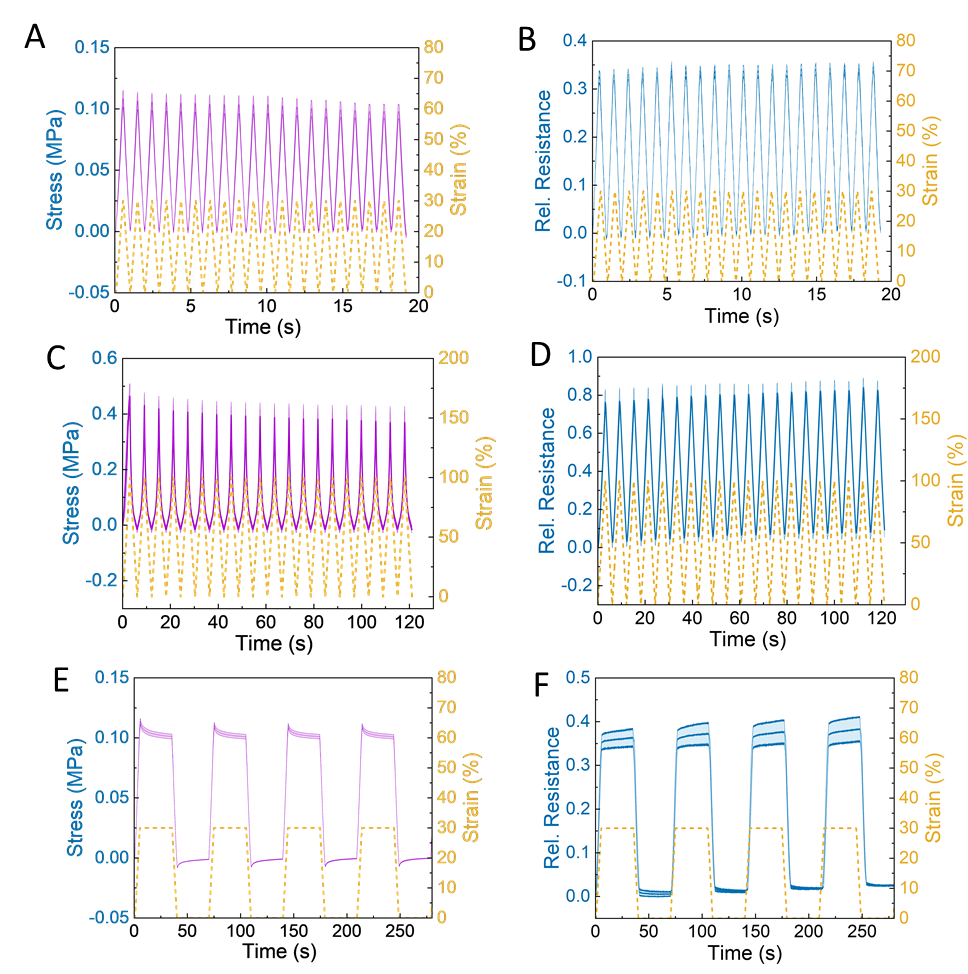 A
0.15
0.10
0.05
0.00
-0.05
Stress (MPa)
80
70
60
50
40
30
20
10
0
Strain (%)
0 5 10 15 20
Time (s)
B
0.4
0.3
0.2
0.1
0.0
-0.1
Rel. Resistance
80
70
60
50
40
30
20
10
0
Strain (%)
0 5 10 15 20
Time (s)
C
0.6
0.4
0.2
0.0
-0.2
Stress (MPa)
200
150
100
50
0
Strain (%)
0 20 40 60 80 100 120
Time (s)
D
1.0
0.8
0.6
0.4
0.2
0.0
-0.2
Rel. Resistance
200
150
100
50
0
Strain (%)
0 20 40 60 80 100 120
Time (s)
E
0.15
0.10
0.05
0.00
-0.05
Stress (MPa)
80
70
60
50
40
30
20
10
0
Strain (%)
0 50 100 150 200 250
Time (s)
F
0.5
0.4
0.3
0.2
0.1
0.0
Rel. Resistance
80
70
60
50
40
30
20
10
0
Strain (%)
0 50 100 150 200 250
Time (s)